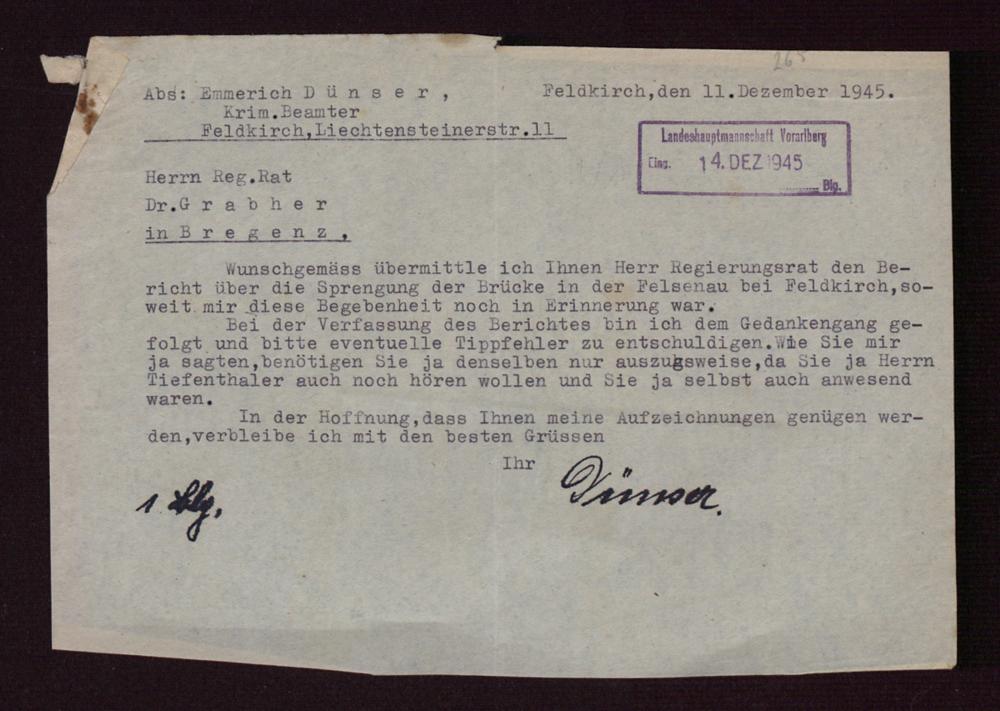 265
Abs: Emmerich D ü n s e r ,
Feldkirch,den 11.Dezember 1945.
Krim.Beamter
Feldkirch,Liechtensteinerstr.11
Landeshauptmannschaft Vorarlberg
Eing. 14. DEZ 1945
Blg.
Herrn Reg.Rat
Dr.G r a b h e r
in B r e g e n z ,
Wunschgemäss übermittle ich Ihnen Herr Regierungsrat den Be-
richt über die Sprengung der Brücke in der Felsenau bei Feldkirch,so-
weit mir diese Begebenheit noch in Erinnerung war.
Bei der Verfassung des Berichtes bin ich dem Gedankengang ge-
folgt und bitte eventuelle Tippfehler zu entschuldigen.Wie Sie mir
ja sagten,benötigen Sie ja denselben nur auszugsweise,da Sie ja Herrn
Tiefenthaler auch noch hören wollen und Sie ja selbst auch anwesend
waren.
In der Hoffnung,dass Ihnen meine Aufzeichnungen genügen wer-
den,verbleibe ich mit den besten Grüssen
Ihr
Dünser.
1 Blg.